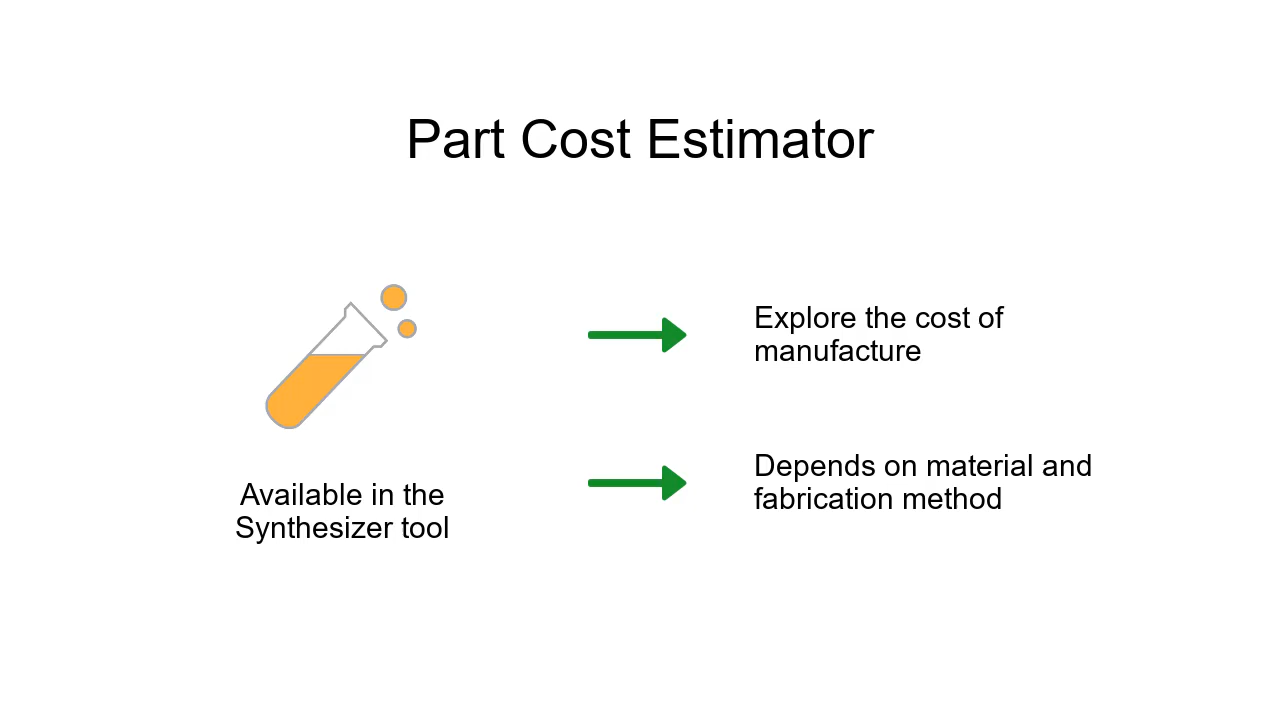 Part Cost Estimator
Available in the
Synthesizer tool
Explore the cost of
manufacture
Depends on material and
fabrication method